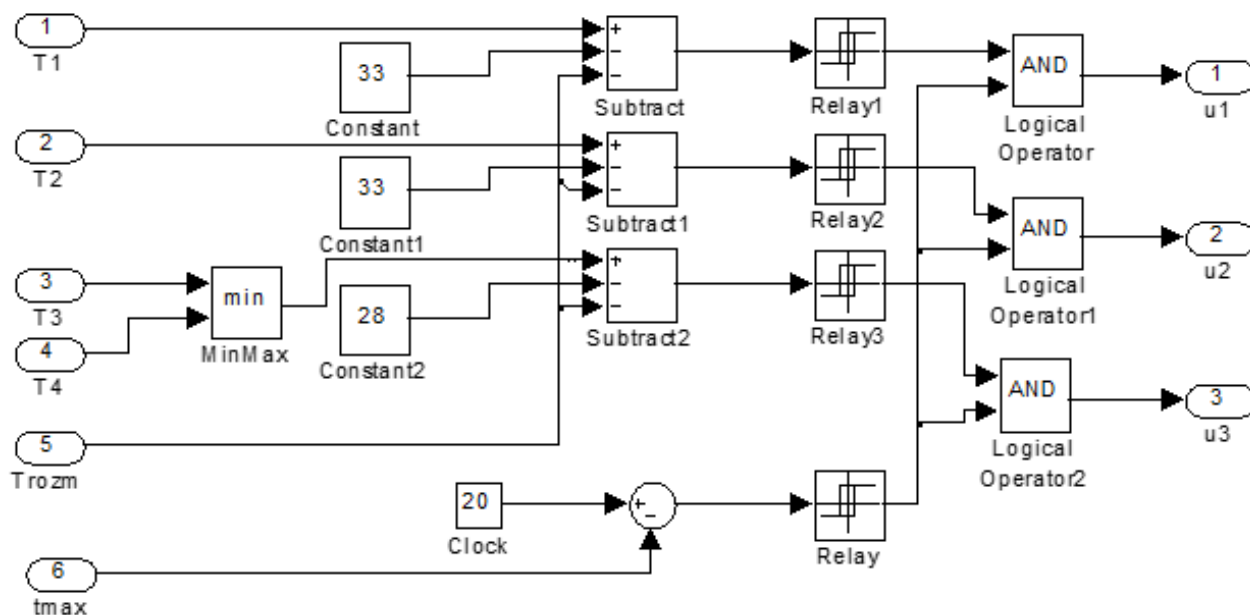 1
T1
33
Constant
+
−
−
Subtract
Relay1
AND
Logical
Operator
1
u1
2
T2
33
Constant1
+
−
−
Subtract1
Relay2
AND
Logical
Operator1
2
u2
3
T3
4
T4
min
MinMax
28
Constant2
+
−
−
Subtract2
Relay3
AND
Logical
Operator2
3
u3
5
Trozm
20
Clock
+
−
Relay
6
tmax